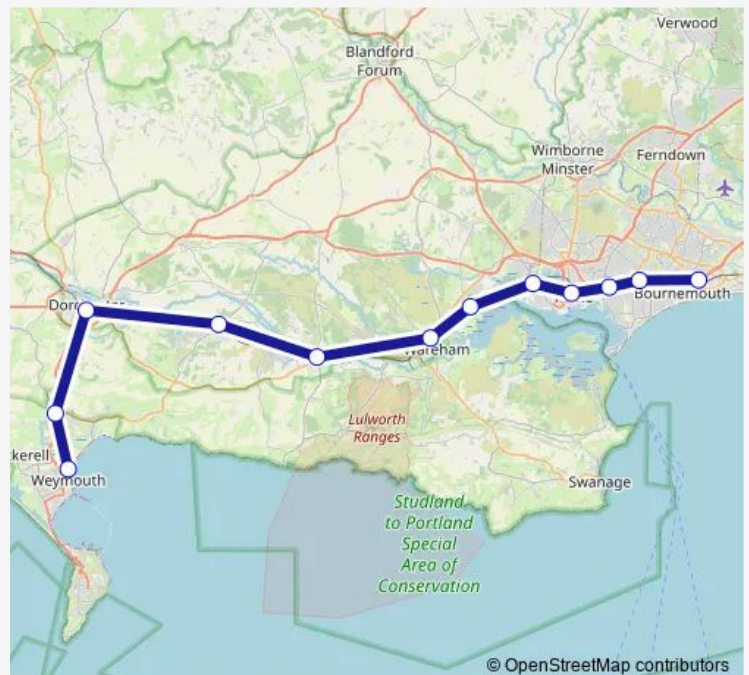 Verwood
Blandford
Forum
Wimborne
Minster
Ferndown
Bournemouth
Wareham
Lulworth
Ranges
kerell
Weymouth
Swanage
Studland
to Portland
Special
Area of
Conservation
© OpenStreetMap contributors